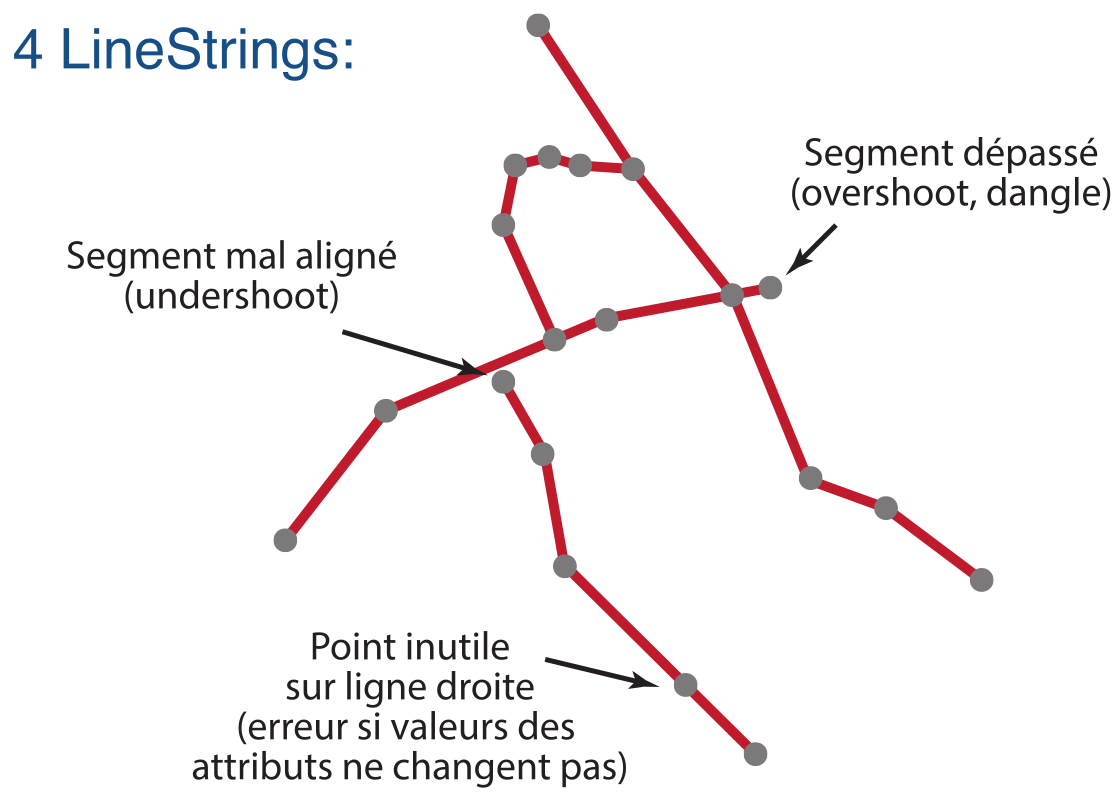 4 LineStrings:
Segment dépassé
(overshoot, dangle)
Segment mal aligné
(undershoot)
Point inutile
sur ligne droite
(erreur si valeurs des
attributs ne changent pas)